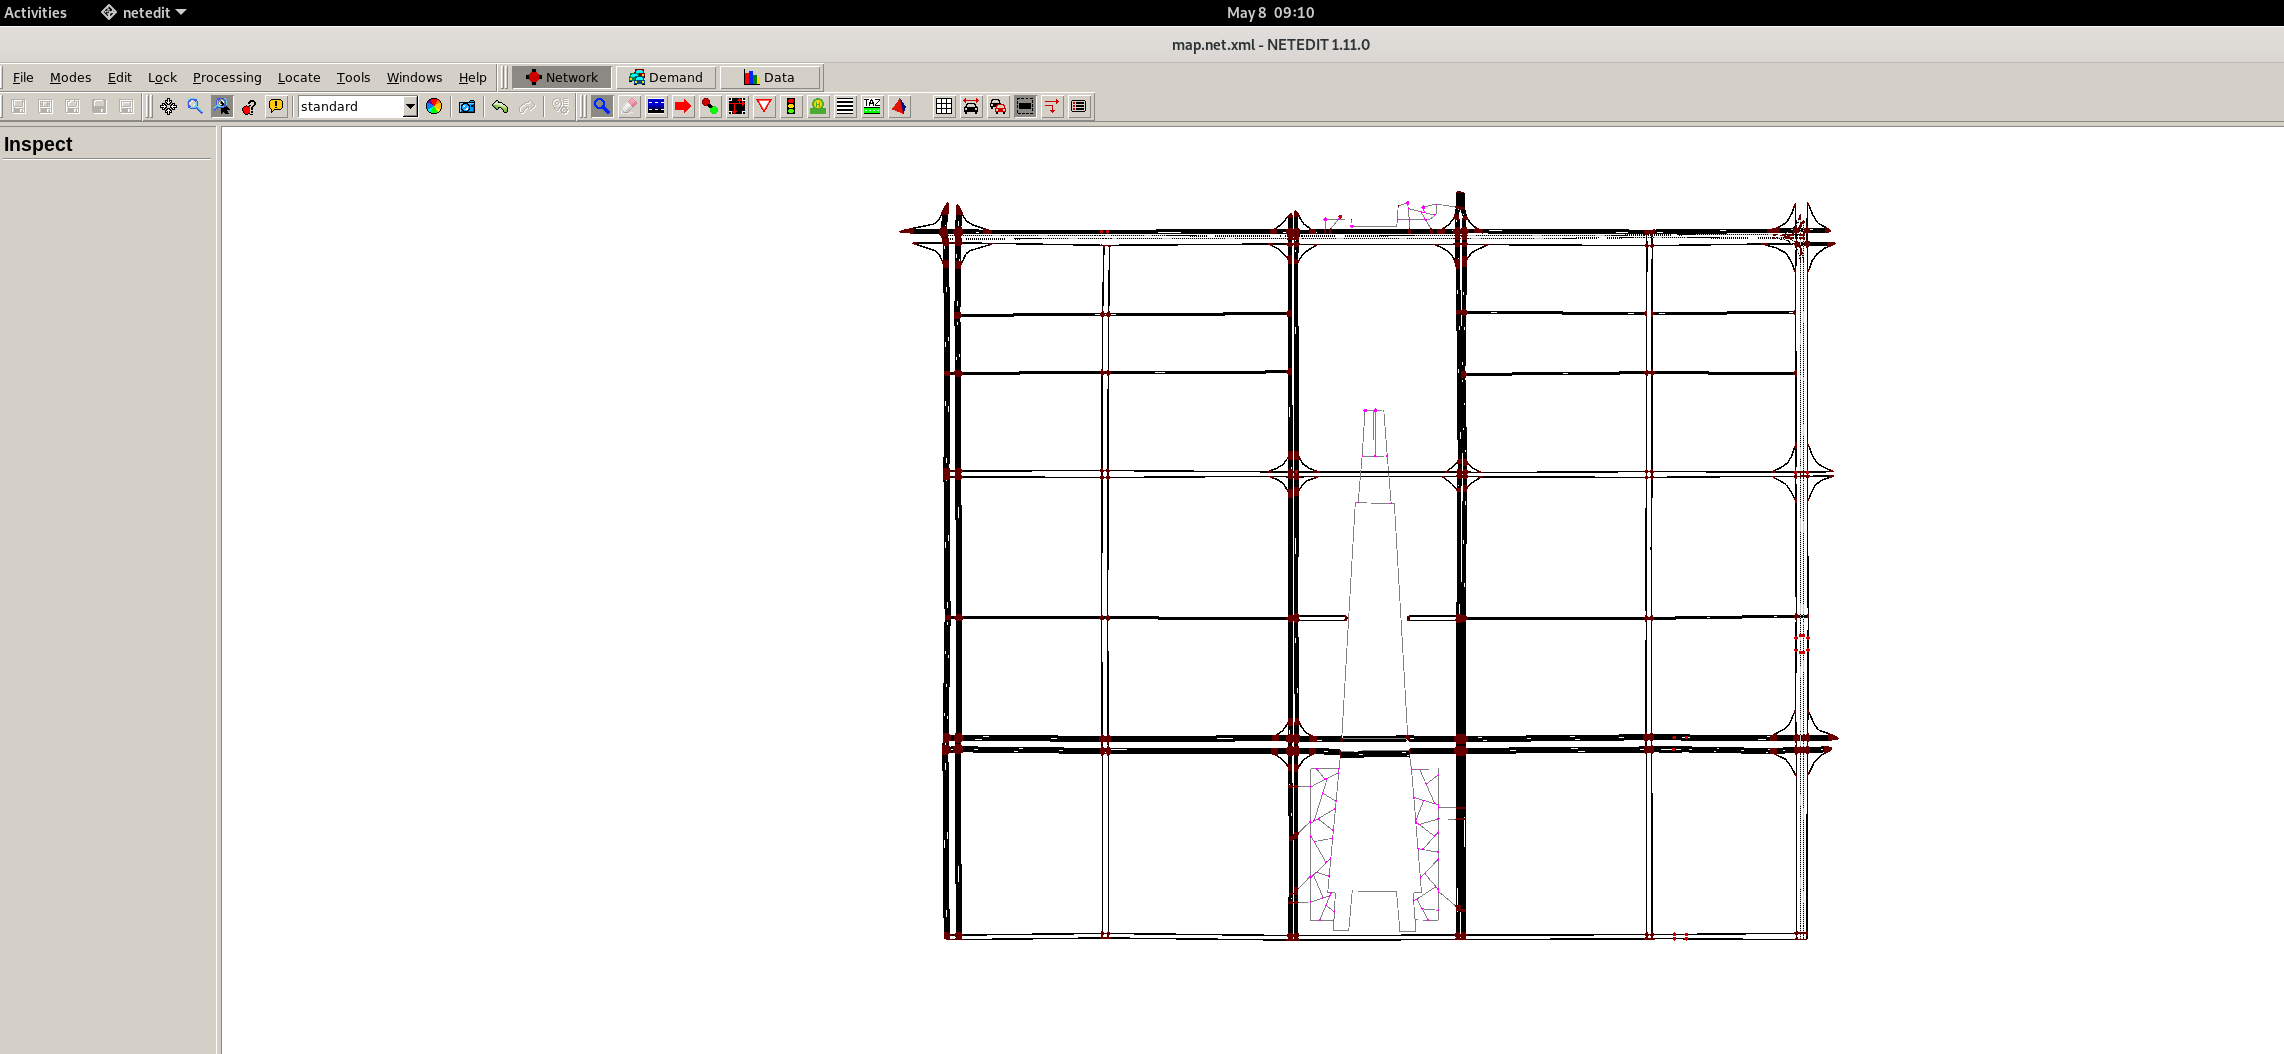 Activities netedit May 8 09:10
map.net.xml - NETEDIT 1.11.0
File Modes Edit Lock Processing Locate Tools Windows Help Network Demand Data
standard TAZ
Inspect